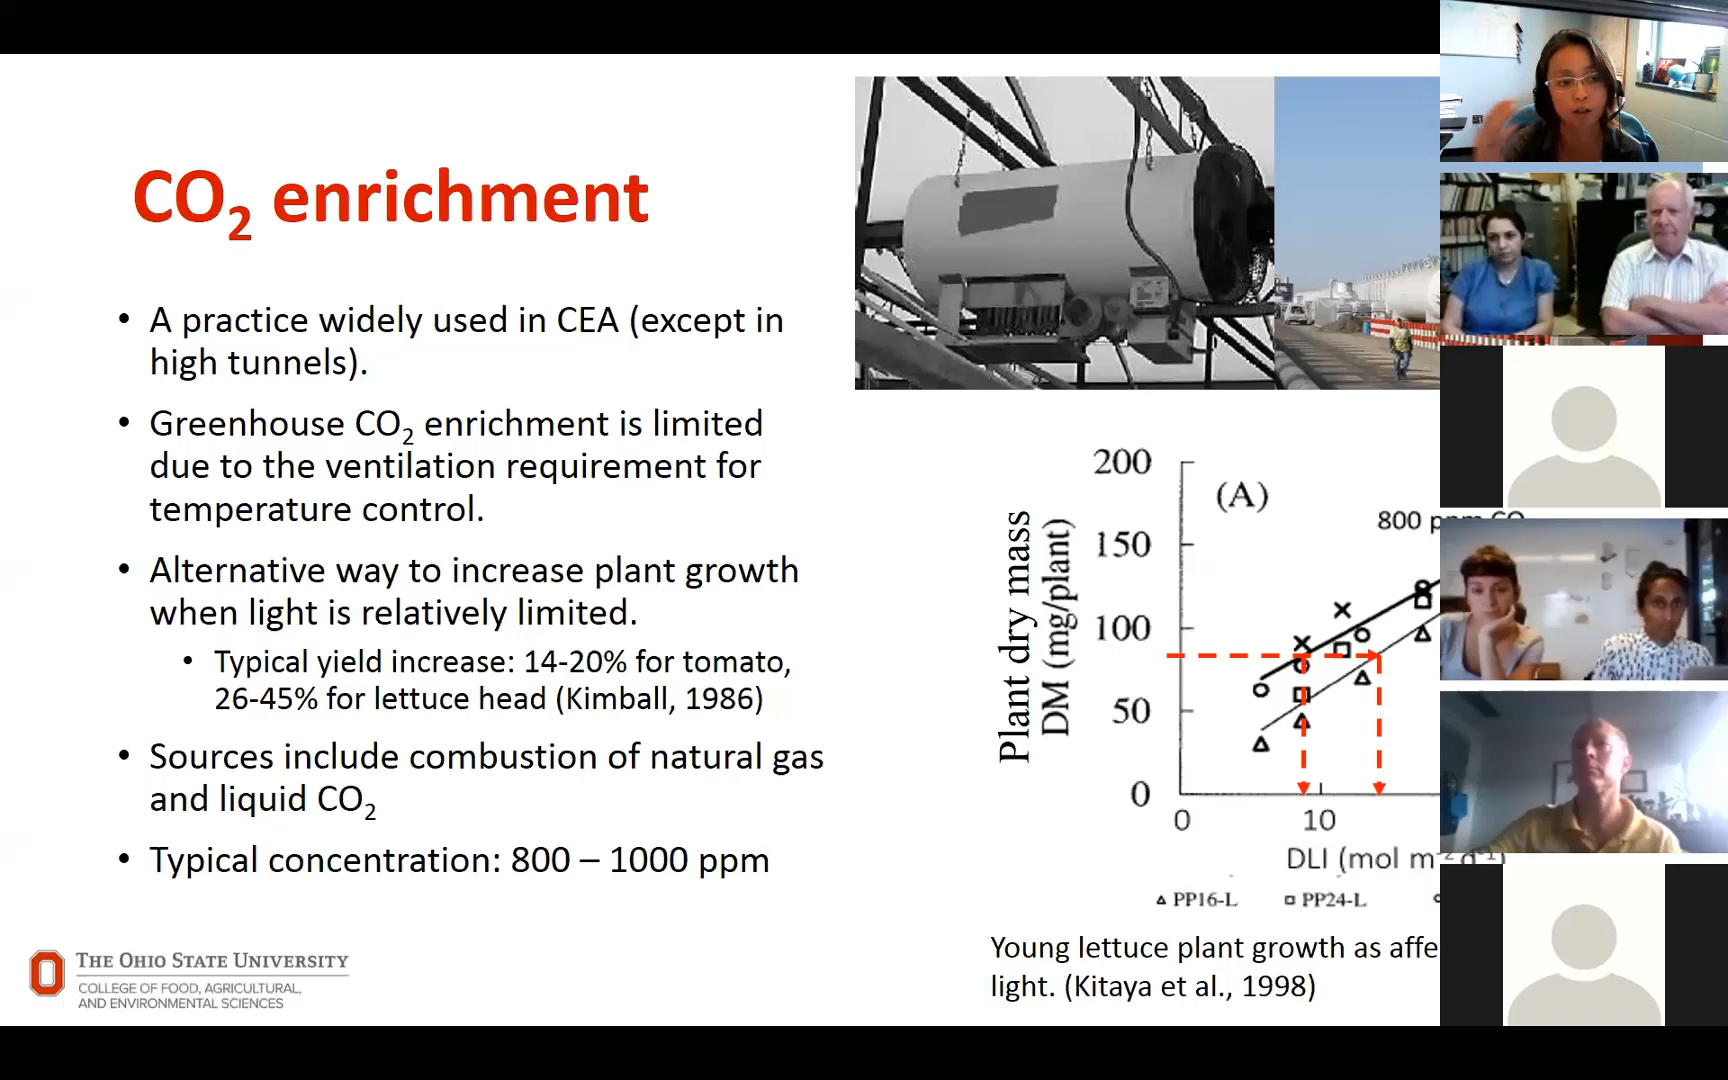 CO₂ enrichment
• A practice widely used in CEA (except in
high tunnels).
• Greenhouse CO₂ enrichment is limited
due to the ventilation requirement for
temperature control.
• Alternative way to increase plant growth
when light is relatively limited.
• Typical yield increase: 14-20% for tomato,
26-45% for lettuce head (Kimball, 1986)
• Sources include combustion of natural gas
and liquid CO₂
• Typical concentration: 800 – 1000 ppm
THE OHIO STATE UNIVERSITY
COLLEGE OF FOOD, AGRICULTURAL,
AND ENVIRONMENTAL SCIENCES
Plant dry mass
DM (mg/plant)
200
150
100
50
0
(A)
800 ppm
0
10
DLI (mol m⁻² d⁻¹)
PP16-L
PP24-L
Young lettuce plant growth as
light. (Kitaya et al., 1998)